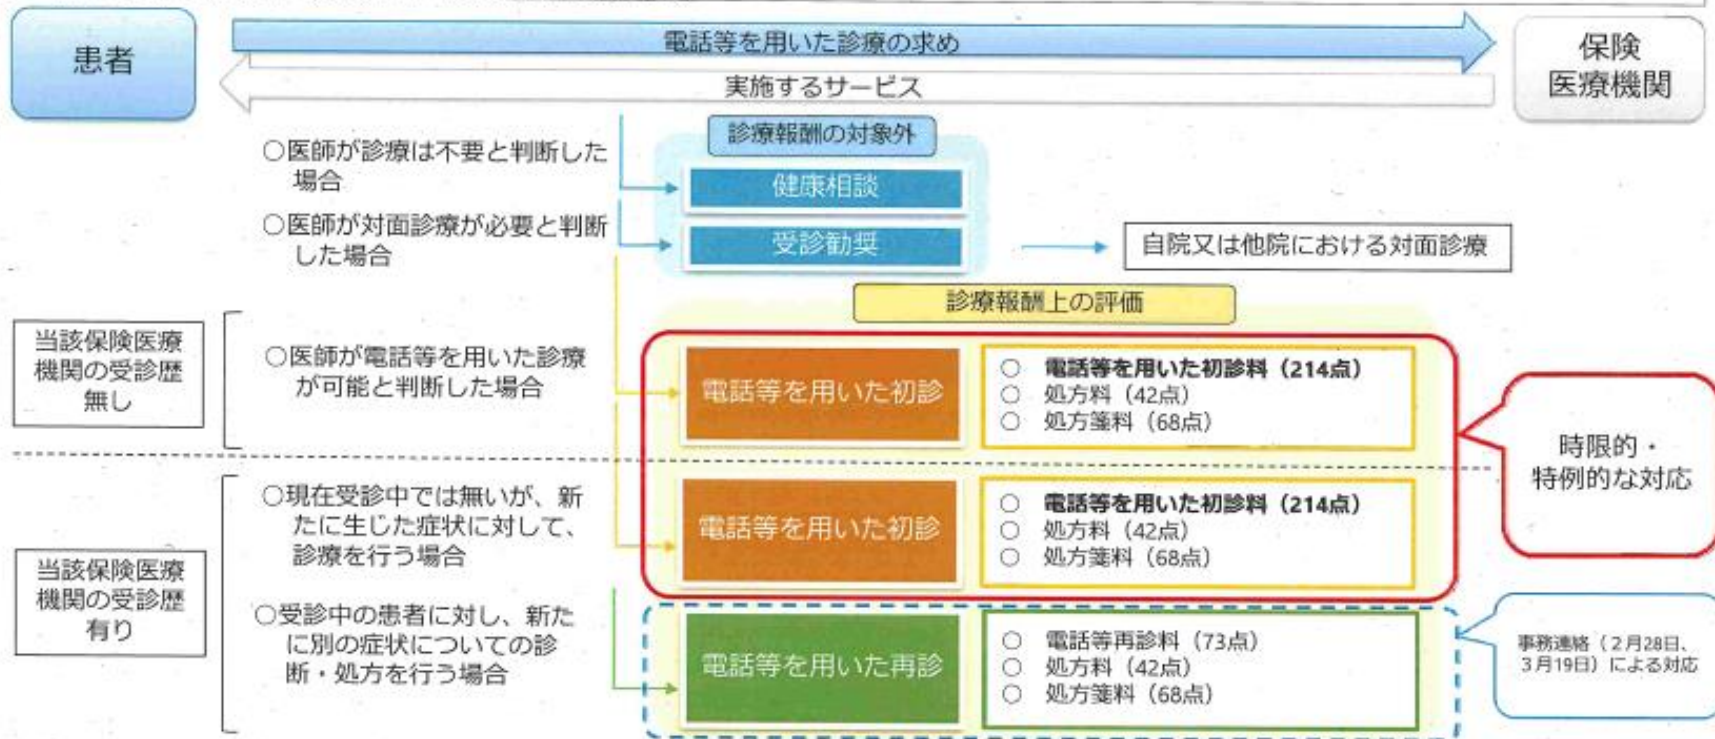 患者
電話等を用いた診療の求め
保険
医療機関
実施するサービス
診療報酬の対象外
○医師が診療は不要と判断した
場合
健康相談
○医師が対面診療が必要と判断
した場合
受診勧奨
自院又は他院における対面診療
診療報酬上の評価
当該保険医療
機関の受診歴
無し
○医師が電話等を用いた診療
が可能と判断した場合
電話等を用いた初診
○ 電話等を用いた初診料（214点）
○ 処方料（42点）
○ 処方箋料（68点）
時限的・
特例的な対応
当該保険医療
機関の受診歴
有り
○現在受診中では無いが、新
たに生じた症状に対して、
診療を行う場合
電話等を用いた初診
○ 電話等を用いた初診料（214点）
○ 処方料（42点）
○ 処方箋料（68点）
○受診中の患者に対し、新た
に別の症状についての診
断・処方を行う場合
電話等を用いた再診
○ 電話等再診料（73点）
○ 処方料（42点）
○ 処方箋料（68点）
事務連絡（２月28日、
３月19日）による対応